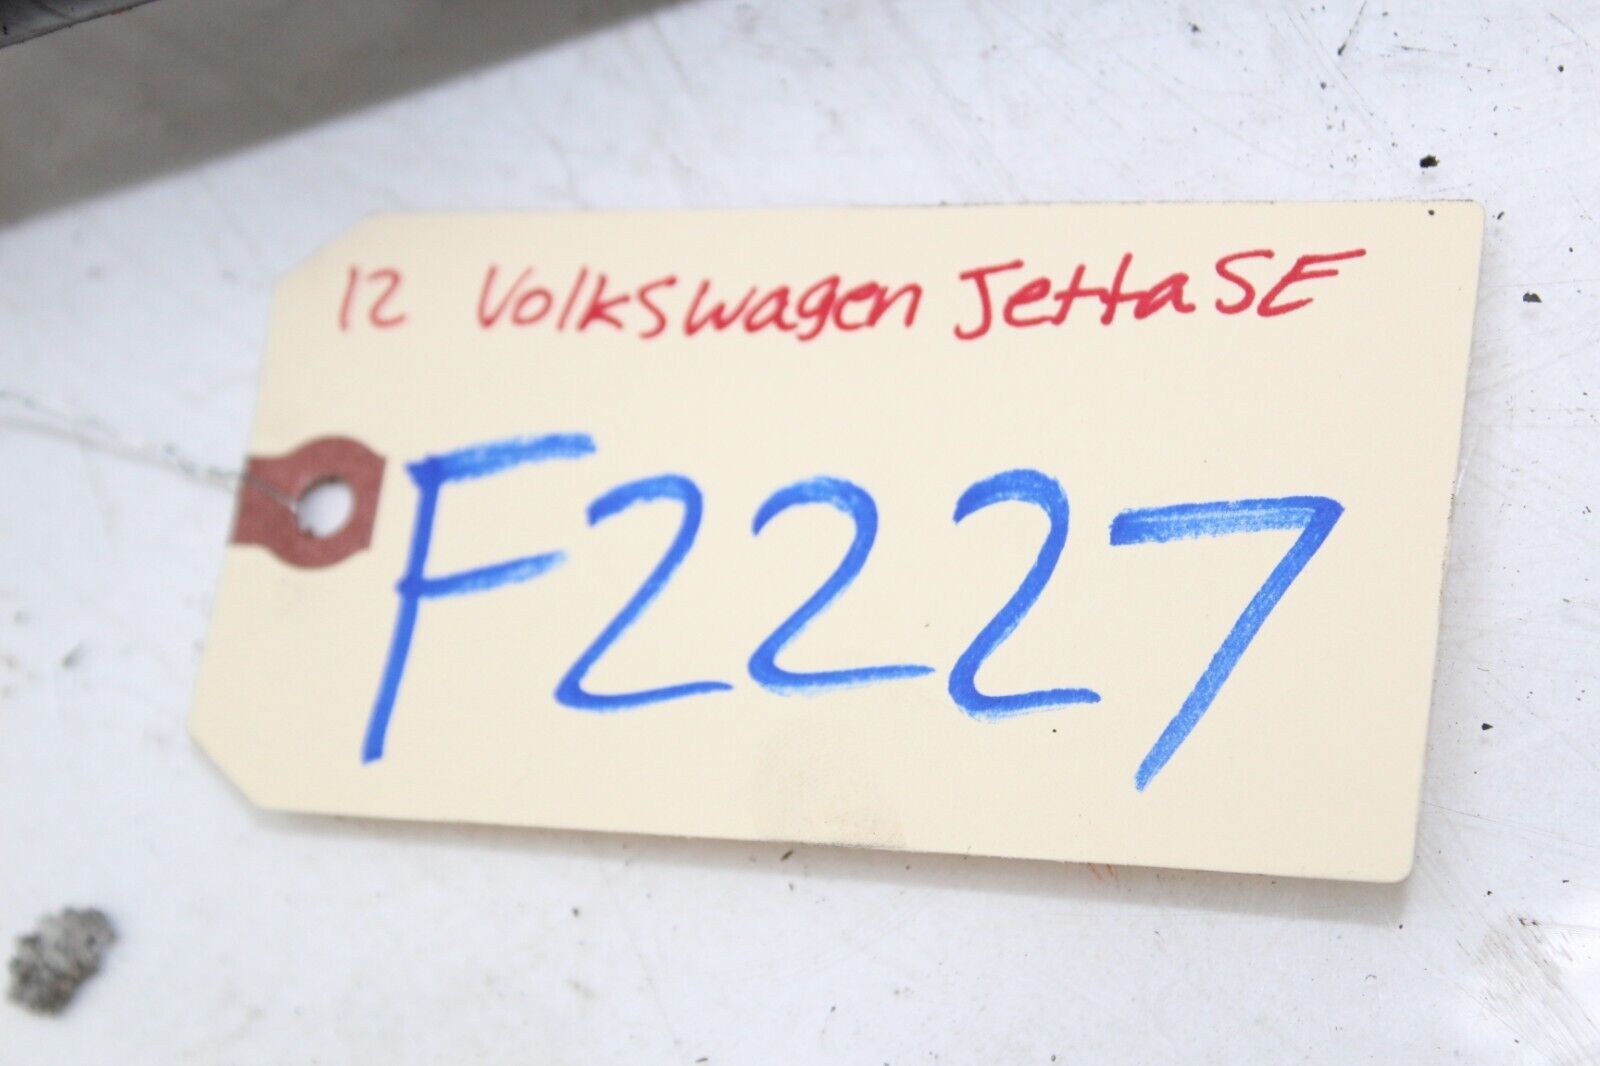 12 Volkswagen Jetta SE
F2227